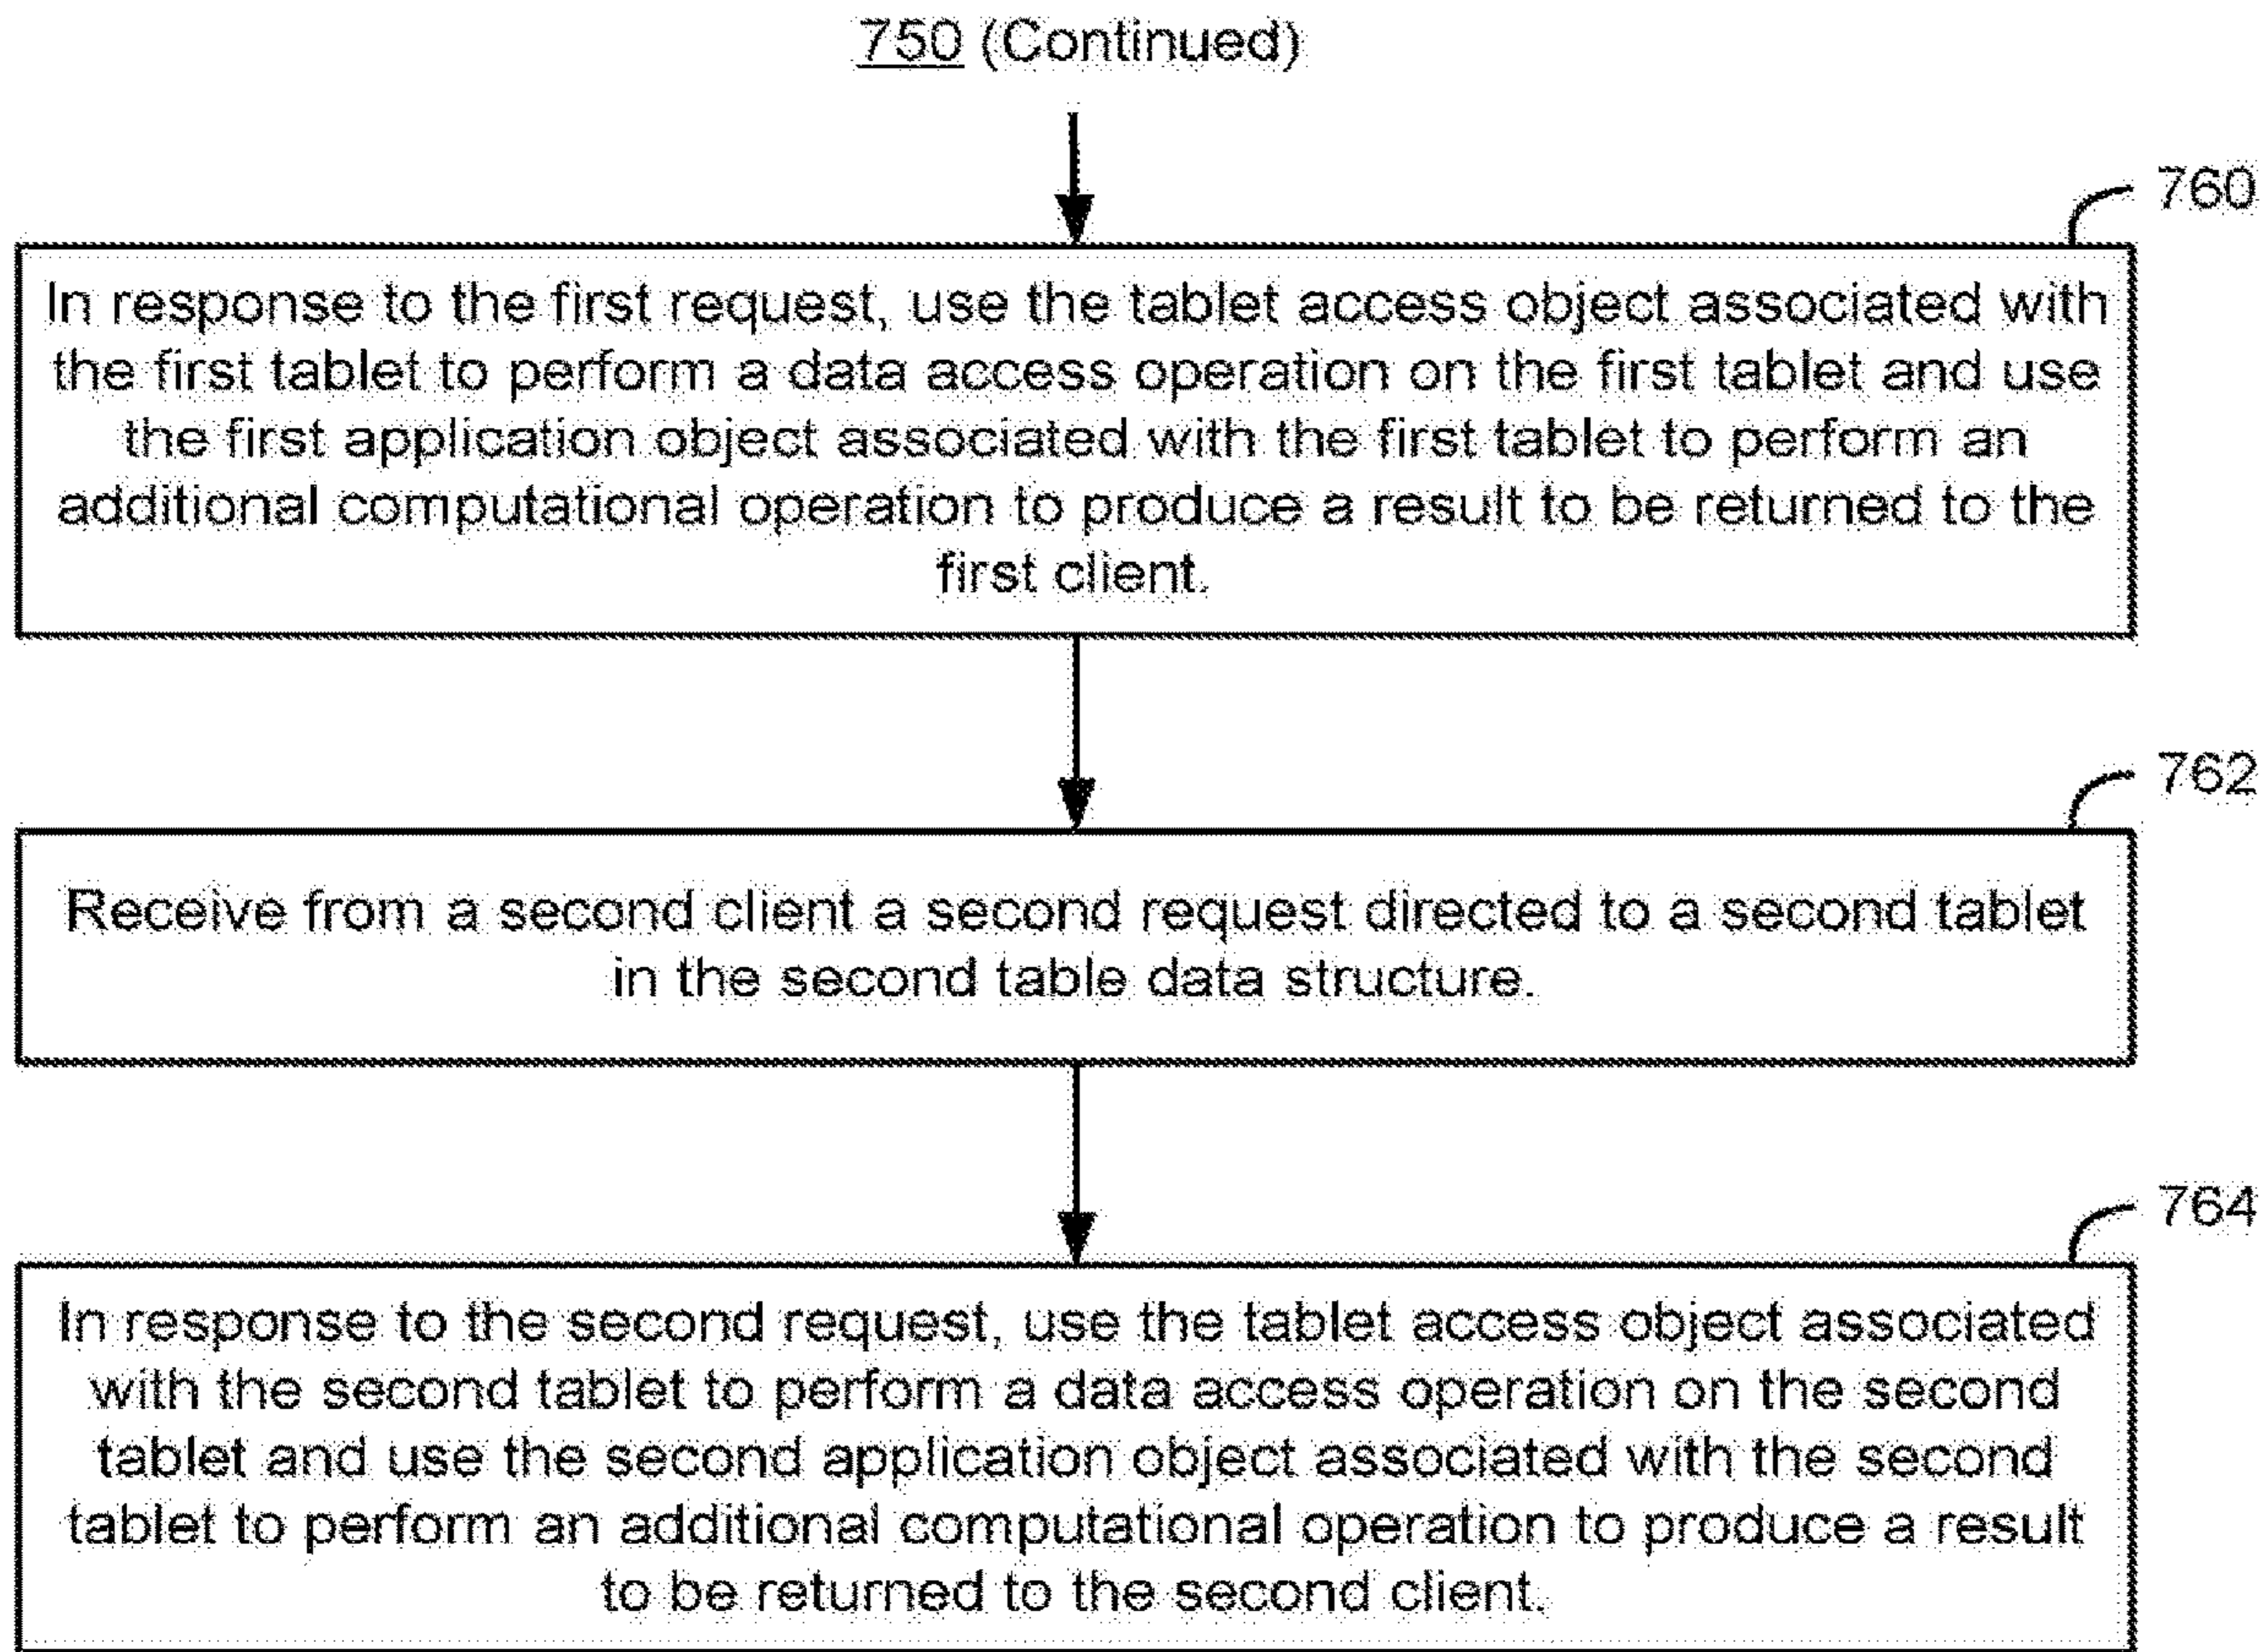 750 (Continued)
760
In response to the first request, use the tablet access object associated with
the first tablet to perform a data access operation on the first tablet and use
the first application object associated with the first tablet to perform an
additional computational operation to produce a result to be returned to the
first client.
762
Receive from a second client a second request directed to a second tablet
in the second table data structure.
764
In response to the second request, use the tablet access object associated
with the second tablet to perform a data access operation on the second
tablet and use the second application object associated with the second
tablet to perform an additional computational operation to produce a result
to be returned to the second client.